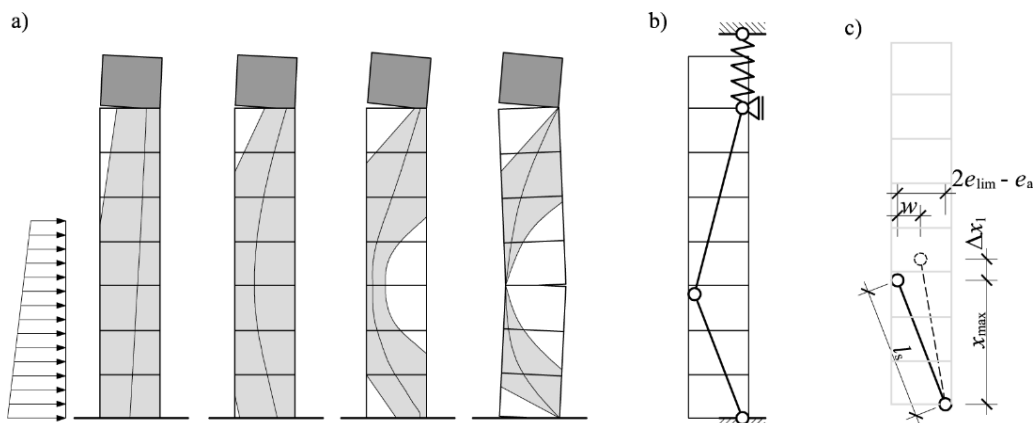 a)
b)
c)
2e_lim - e_a
w
Δx_1
l_s
x_max